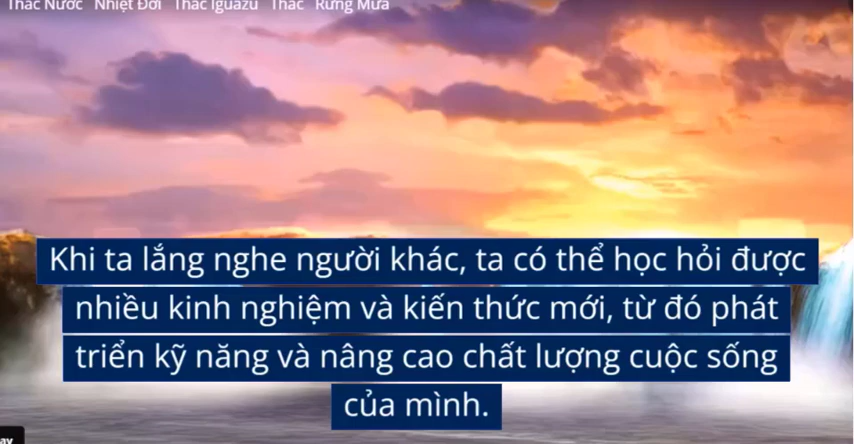 Thác Nước Nhiệt Đới Thác Iguazu Thác Rừng Mưa
Khi ta lắng nghe người khác, ta có thể học hỏi được
nhiều kinh nghiệm và kiến thức mới, từ đó phát
triển kỹ năng và nâng cao chất lượng cuộc sống
của mình.